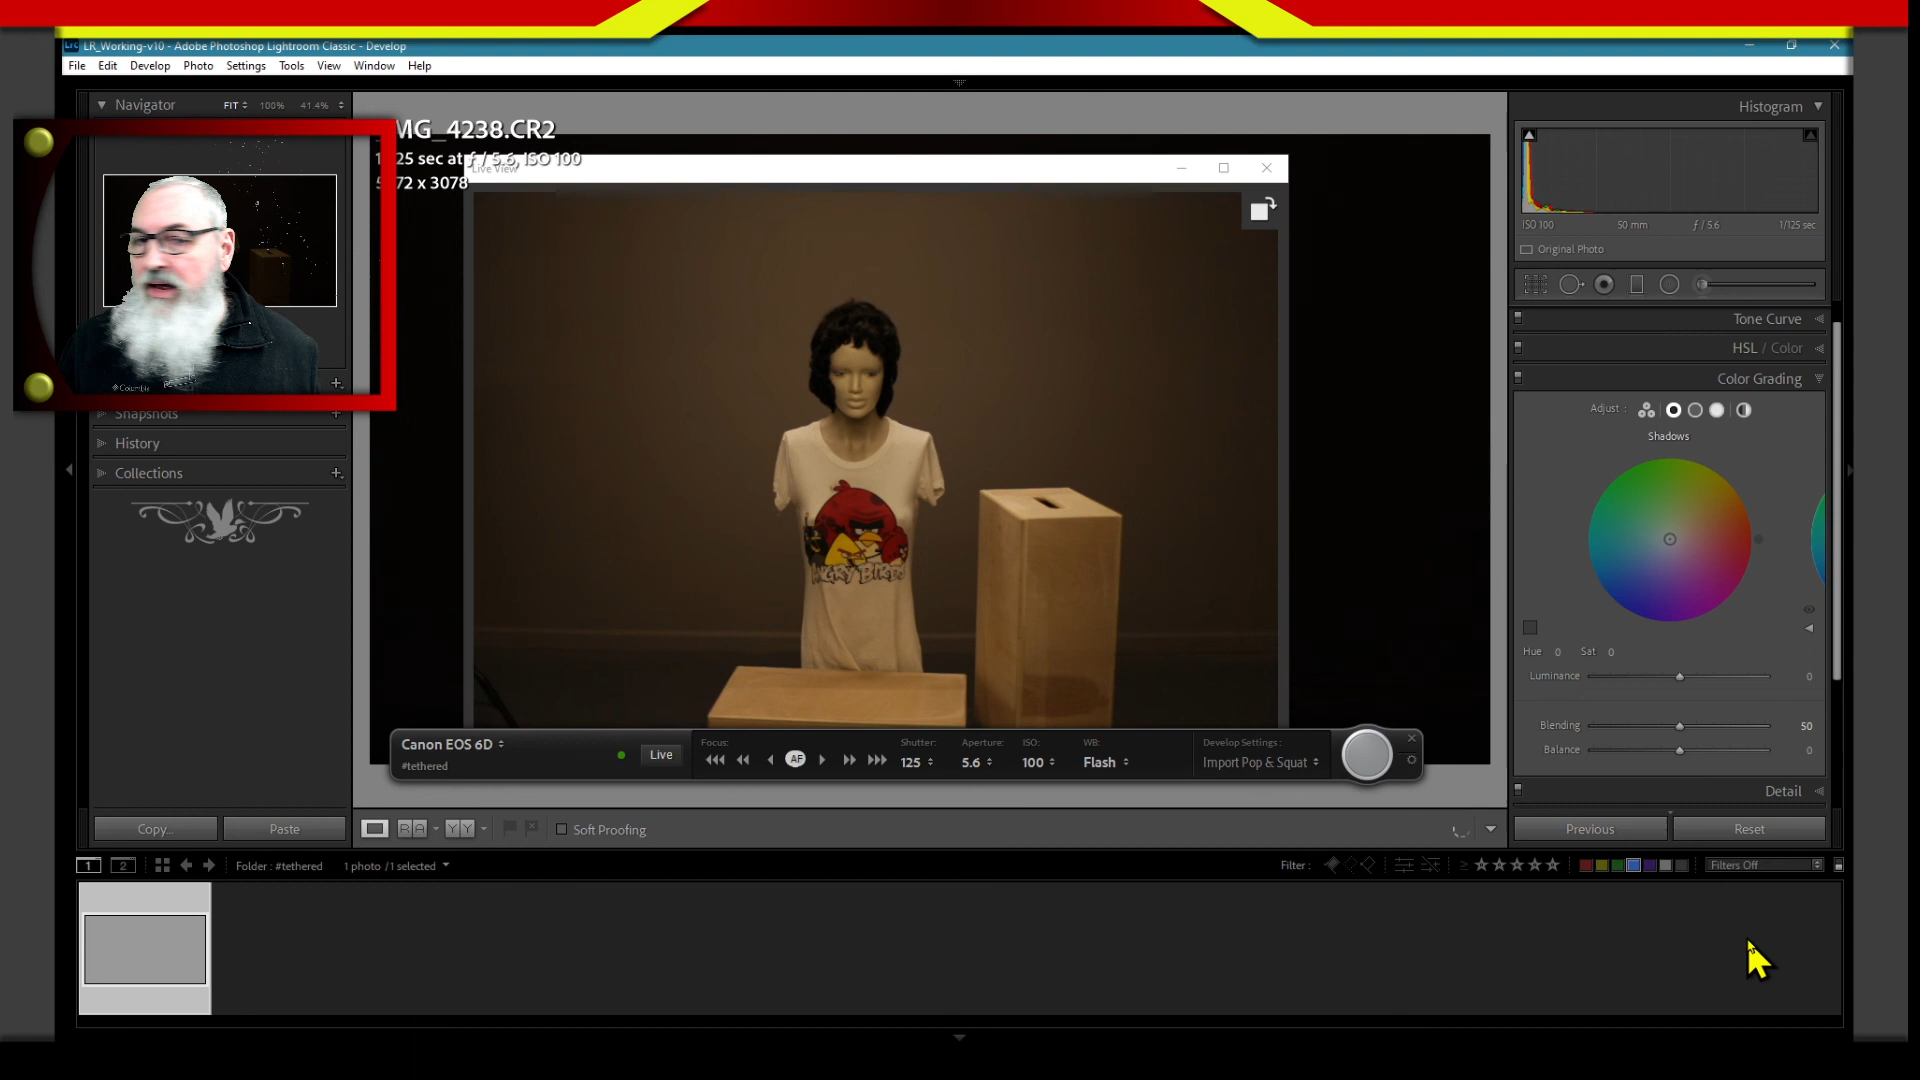 LR_Working-v10 - Adobe Photoshop Lightroom Classic - Develop
File Edit Develop Photo Settings Tools View Window Help
Navigator FIT 100% 41.4%
MG_4238.CR2
25 sec at ƒ / 5.6, ISO 100
72 x 3078
Live View
Columbia
Snapshots
History
Collections
ANGRY BIRDS
Histogram
ISO 100 50 mm ƒ / 5.6 1/125 sec
Original Photo
Tone Curve
HSL / Color
Color Grading
Adjust :
Shadows
Hue 0 Sat 0
Luminance 0
Blending 50
Balance 0
Detail
Canon EOS 6D
#tethered
Live
Focus:
AF
Shutter:
125
Aperture:
5.6
ISO:
100
WB:
Flash
Develop Settings :
Import Pop & Squat
Copy... Paste
R A Y Y Soft Proofing
Previous Reset
1 2 Folder : #tethered 1 photo / 1 selected
Filter : ≥ Filters Off